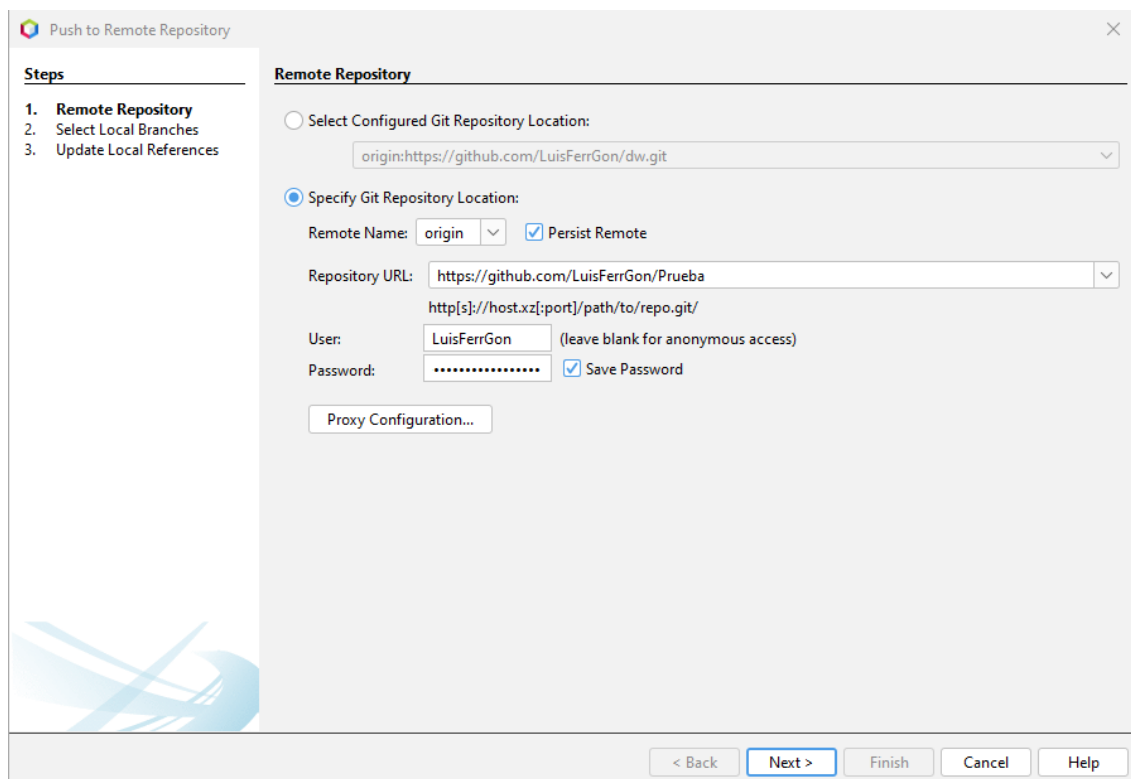 Push to Remote Repository
Steps
1. Remote Repository
2. Select Local Branches
3. Update Local References
Remote Repository
Select Configured Git Repository Location:
origin:https://github.com/LuisFerrGon/dw.git
Specify Git Repository Location:
Remote Name: origin Persist Remote
Repository URL: https://github.com/LuisFerrGon/Prueba
http[s]://host.xz[:port]/path/to/repo.git/
User: LuisFerrGon (leave blank for anonymous access)
Password: ••••••••••••••••• Save Password
Proxy Configuration...
< Back Next > Finish Cancel Help